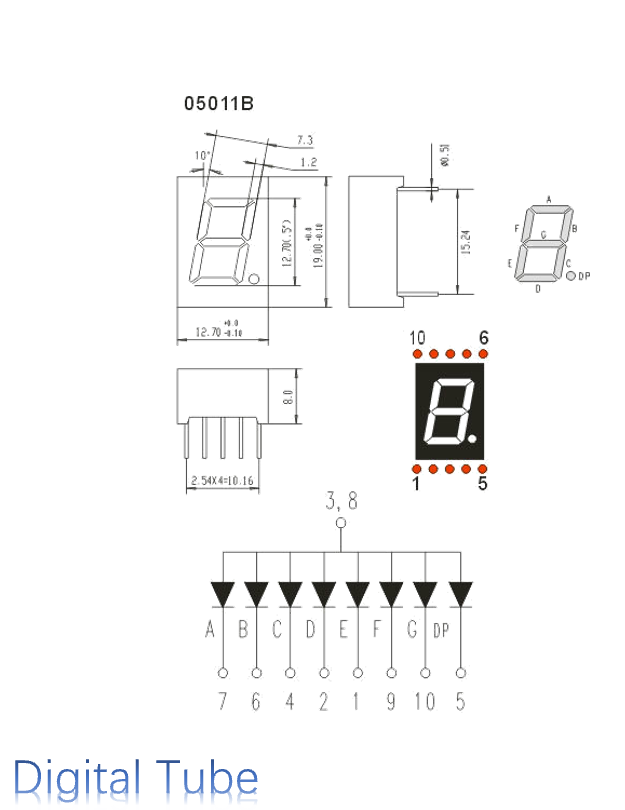 05011B
7.3
10°
1.2
ø0.51
A
F
B
G
12.70(.5")
19.00 +0.0 -0.10
15.24
E
C
DP
D
12.70 +0.0 -0.10
10
6
8.0
1
5
2.54X4=10.16
3, 8
A B C D E F G DP
7 6 4 2 1 9 10 5
Digital Tube